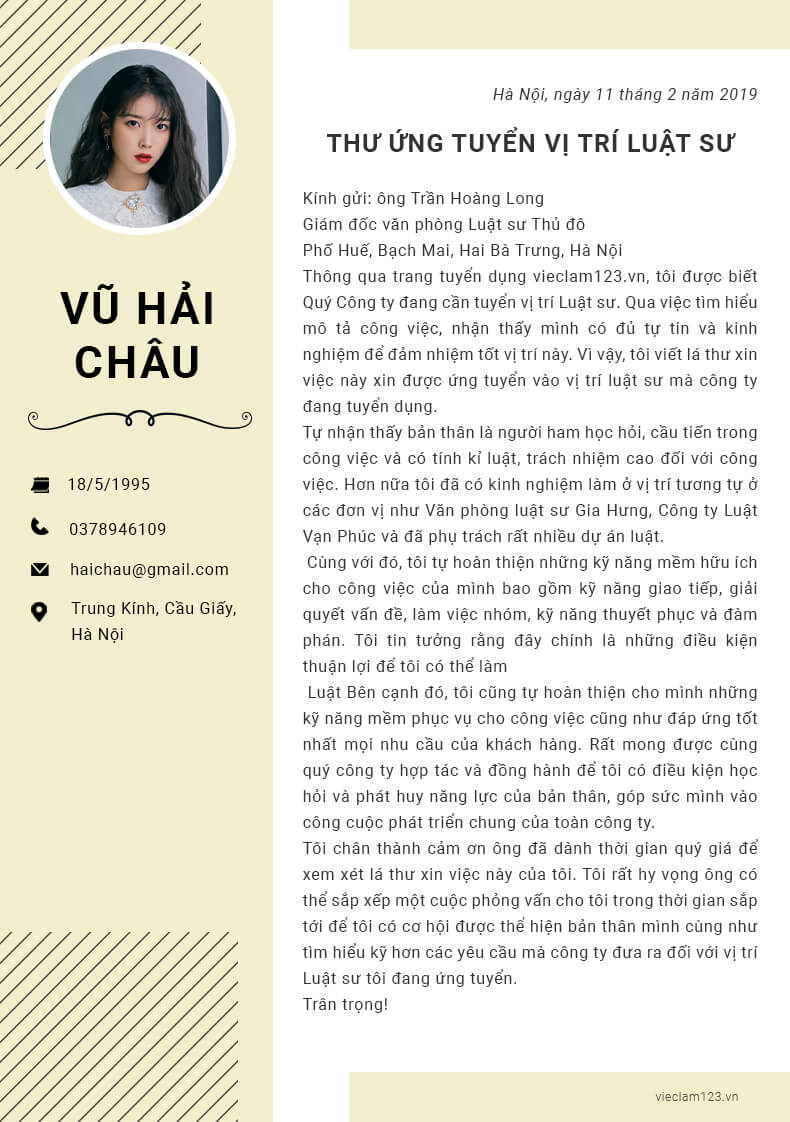 VŨ HẢI
CHÂU
18/5/1995
0378946109
haichau@gmail.com
Trung Kính, Cầu Giấy,
Hà Nội
Hà Nội, ngày 11 tháng 2 năm 2019
THƯ ỨNG TUYỂN VỊ TRÍ LUẬT SƯ
Kính gửi: ông Trần Hoàng Long
Giám đốc văn phòng Luật sư Thủ đô
Phố Huế, Bạch Mai, Hai Bà Trưng, Hà Nội
Thông qua trang tuyển dụng vieclam123.vn, tôi được biết
Quý Công ty đang cần tuyển vị trí Luật sư. Qua việc tìm hiểu
mô tả công việc, nhận thấy mình có đủ tự tin và kinh
nghiệm để đảm nhiệm tốt vị trí này. Vì vậy, tôi viết lá thư xin
việc này xin được ứng tuyển vào vị trí luật sư mà công ty
đang tuyển dụng.
Tự nhận thấy bản thân là người ham học hỏi, cầu tiến trong
công việc và có tính kỉ luật, trách nhiệm cao đối với công
việc. Hơn nữa tôi đã có kinh nghiệm làm ở vị trí tương tự ở
các đơn vị như Văn phòng luật sư Gia Hưng, Công ty Luật
Vạn Phúc và đã phụ trách rất nhiều dự án luật.
Cùng với đó, tôi tự hoàn thiện những kỹ năng mềm hữu ích
cho công việc của mình bao gồm kỹ năng giao tiếp, giải
quyết vấn đề, làm việc nhóm, kỹ năng thuyết phục và đàm
phán. Tôi tin tưởng rằng đây chính là những điều kiện
thuận lợi để tôi có thể làm
Luật Bên cạnh đó, tôi cũng tự hoàn thiện cho mình những
kỹ năng mềm phục vụ cho công việc cũng như đáp ứng tốt
nhất mọi nhu cầu của khách hàng. Rất mong được cùng
quý công ty hợp tác và đồng hành để tôi có điều kiện học
hỏi và phát huy năng lực của bản thân, góp sức mình vào
công cuộc phát triển chung của toàn công ty.
Tôi chân thành cảm ơn ông đã dành thời gian quý giá để
xem xét lá thư xin việc này của tôi. Tôi rất hy vọng ông có
thể sắp xếp một cuộc phỏng vấn cho tôi trong thời gian sắp
tới để tôi có cơ hội được thể hiện bản thân mình cùng như
tìm hiểu kỹ hơn các yêu cầu mà công ty đưa ra đối với vị trí
Luật sư tôi đang ứng tuyển.
Trân trọng!
vieclam123.vn